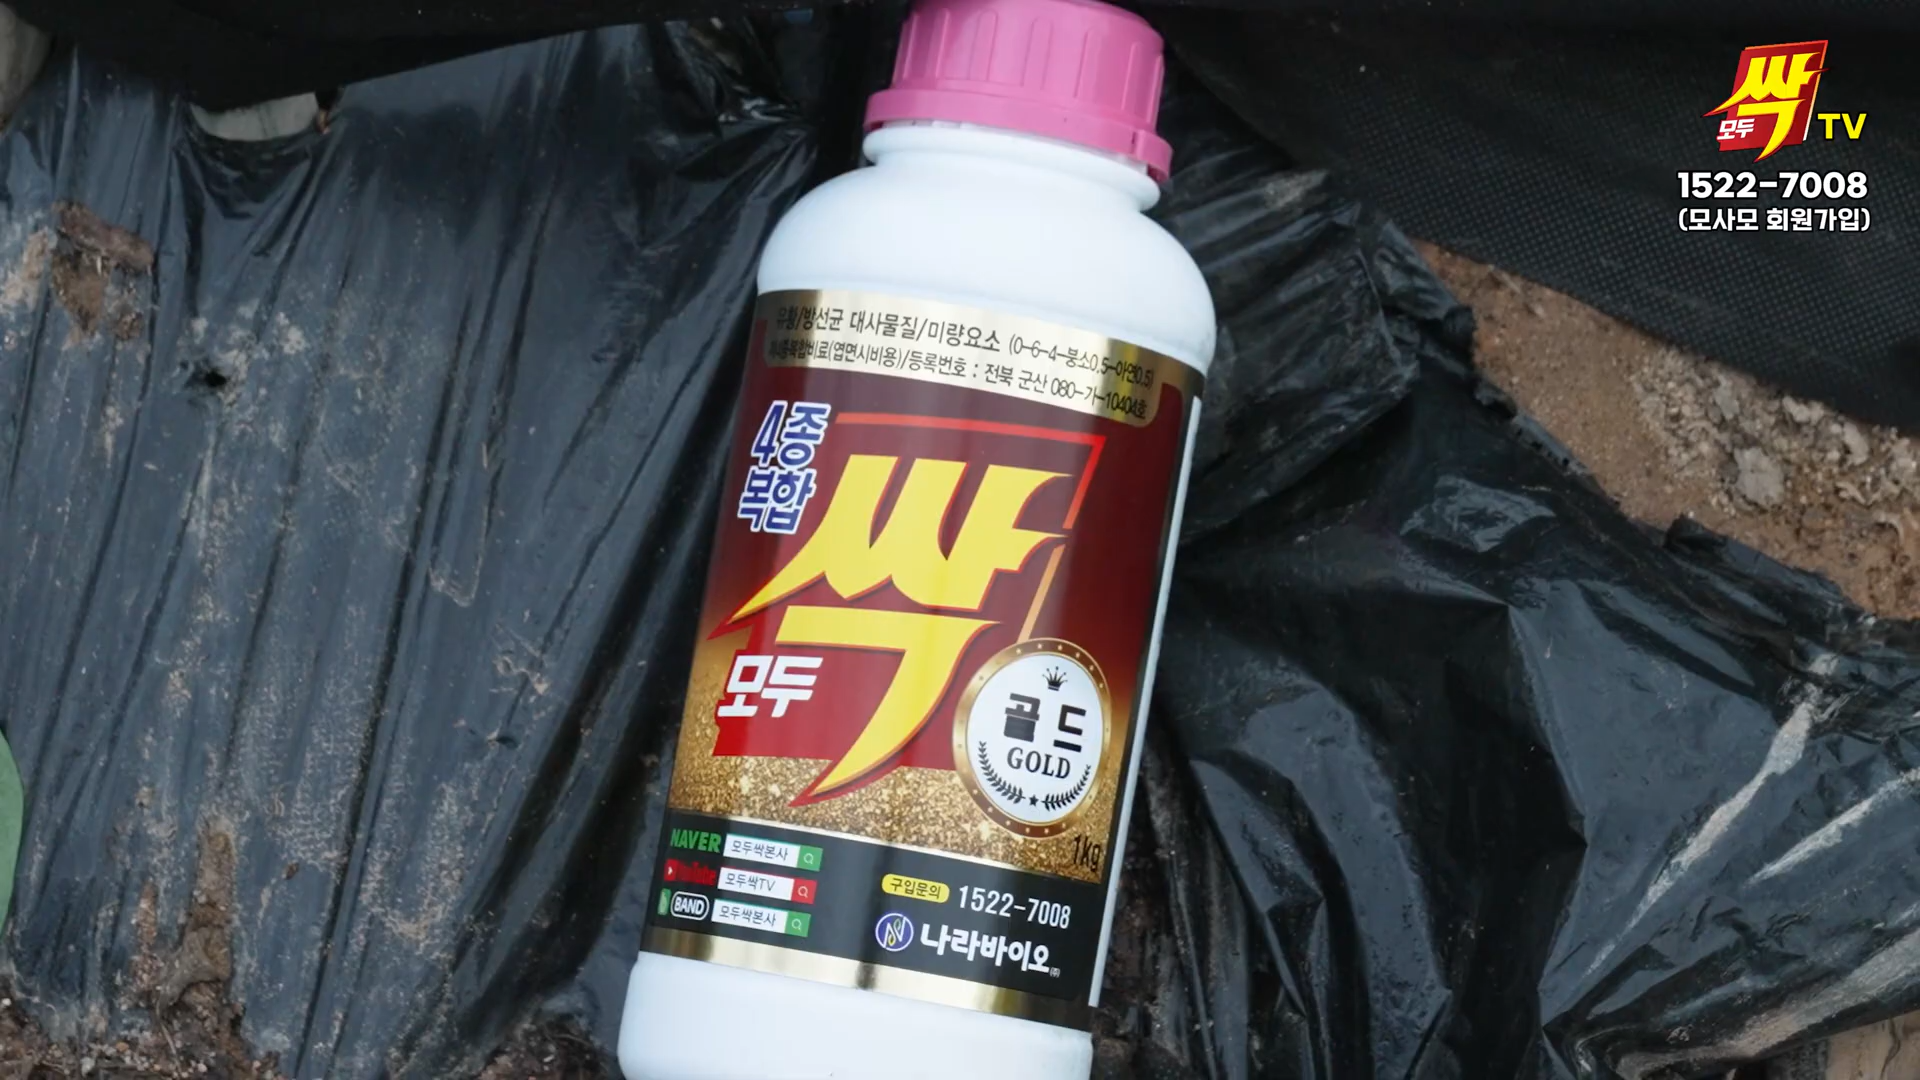 싹
모두
TV
1522-7008
(모사모 회원가입)
유황/방선균 대사물질/미량요소 (0-6-4-붕소0.5-아연0.5)
제4종복합비료(엽면시비용)/등록번호 : 전북 군산 080-가-10404호
4종
복합
싹
모두
골드
GOLD
1kg
NAVER 모두싹본사
YouTube 모두싹TV
BAND 모두싹본사
구입문의 1522-7008
나라바이오(주)